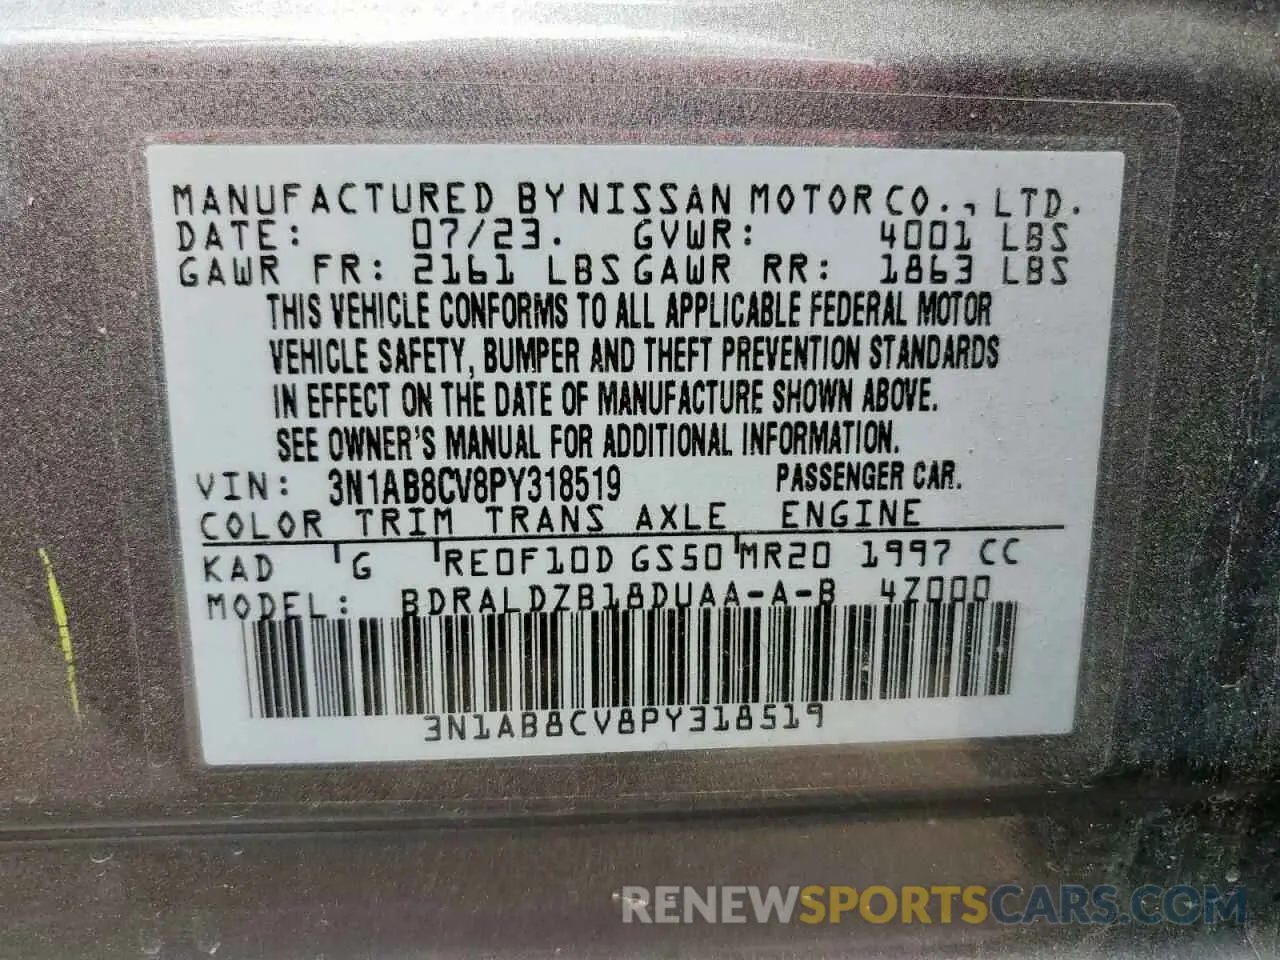 MANUFACTURED BY NISSAN MOTOR CO., LTD.
DATE: 07/23. GVWR: 4001 LBS
GAWR FR: 2161 LBS GAWR RR: 1863 LBS
THIS VEHICLE CONFORMS TO ALL APPLICABLE FEDERAL MOTOR
VEHICLE SAFETY, BUMPER AND THEFT PREVENTION STANDARDS
IN EFFECT ON THE DATE OF MANUFACTURE SHOWN ABOVE.
SEE OWNER'S MANUAL FOR ADDITIONAL INFORMATION.
VIN: 3N1AB8CV8PY318519 PASSENGER CAR.
COLOR TRIM TRANS AXLE ENGINE
KAD G RE0F10D GS50 MR20 1997 CC
MODEL: BDRALDZB18DUAA-A-B 4Z000
3N1AB8CV8PY318519
RENEWSPORTSCARS.COM